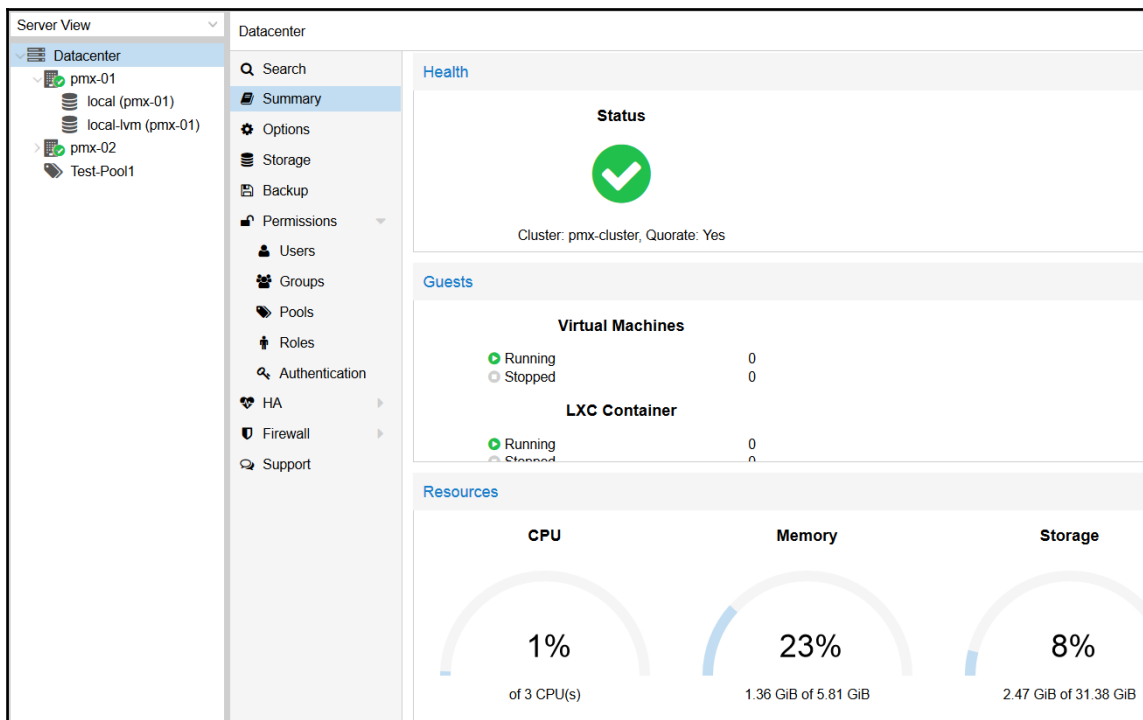 Server View
Datacenter
pmx-01
local (pmx-01)
local-lvm (pmx-01)
pmx-02
Test-Pool1
Datacenter
Search
Summary
Options
Storage
Backup
Permissions
Users
Groups
Pools
Roles
Authentication
HA
Firewall
Support
Health
Status
Cluster: pmx-cluster, Quorate: Yes
Guests
Virtual Machines
Running 0
Stopped 0
LXC Container
Running 0
Stopped 0
Resources
CPU
1%
of 3 CPU(s)
Memory
23%
1.36 GiB of 5.81 GiB
Storage
8%
2.47 GiB of 31.38 GiB